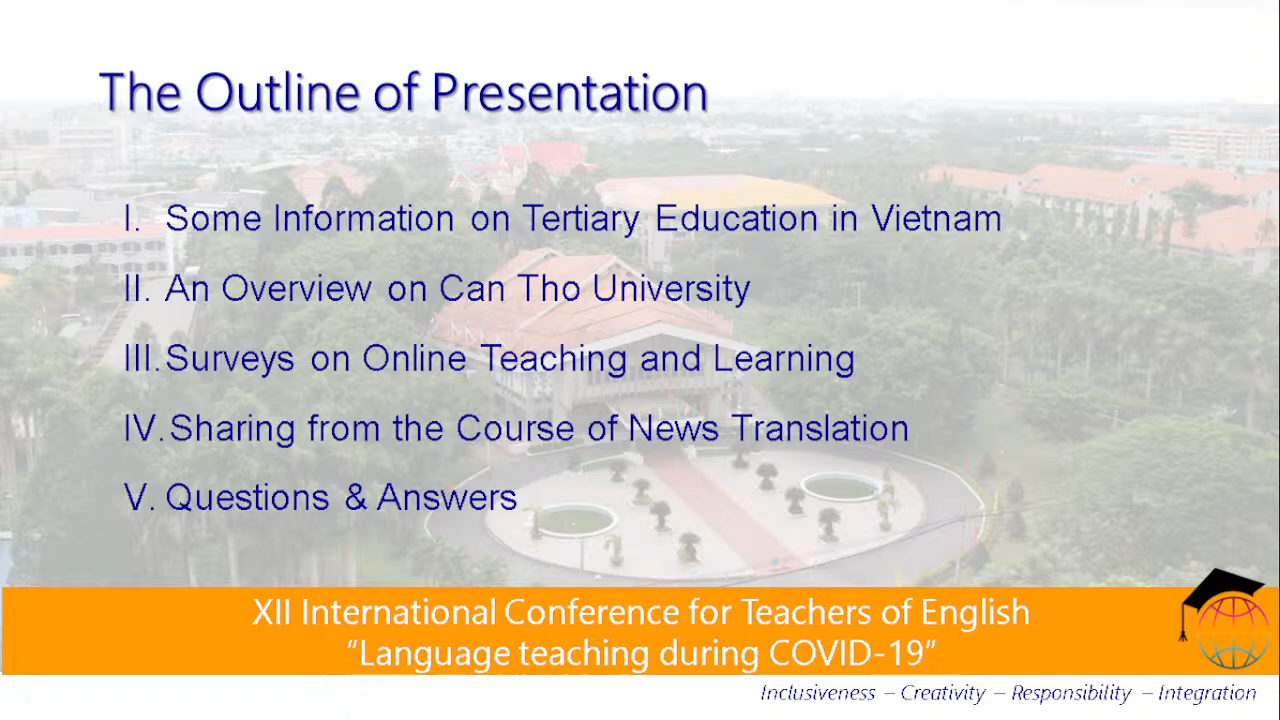 The Outline of Presentation
I. Some Information on Tertiary Education in Vietnam
II. An Overview on Can Tho University
III. Surveys on Online Teaching and Learning
IV. Sharing from the Course of News Translation
V. Questions & Answers
XII International Conference for Teachers of English
“Language teaching during COVID-19”
Inclusiveness – Creativity – Responsibility – Integration